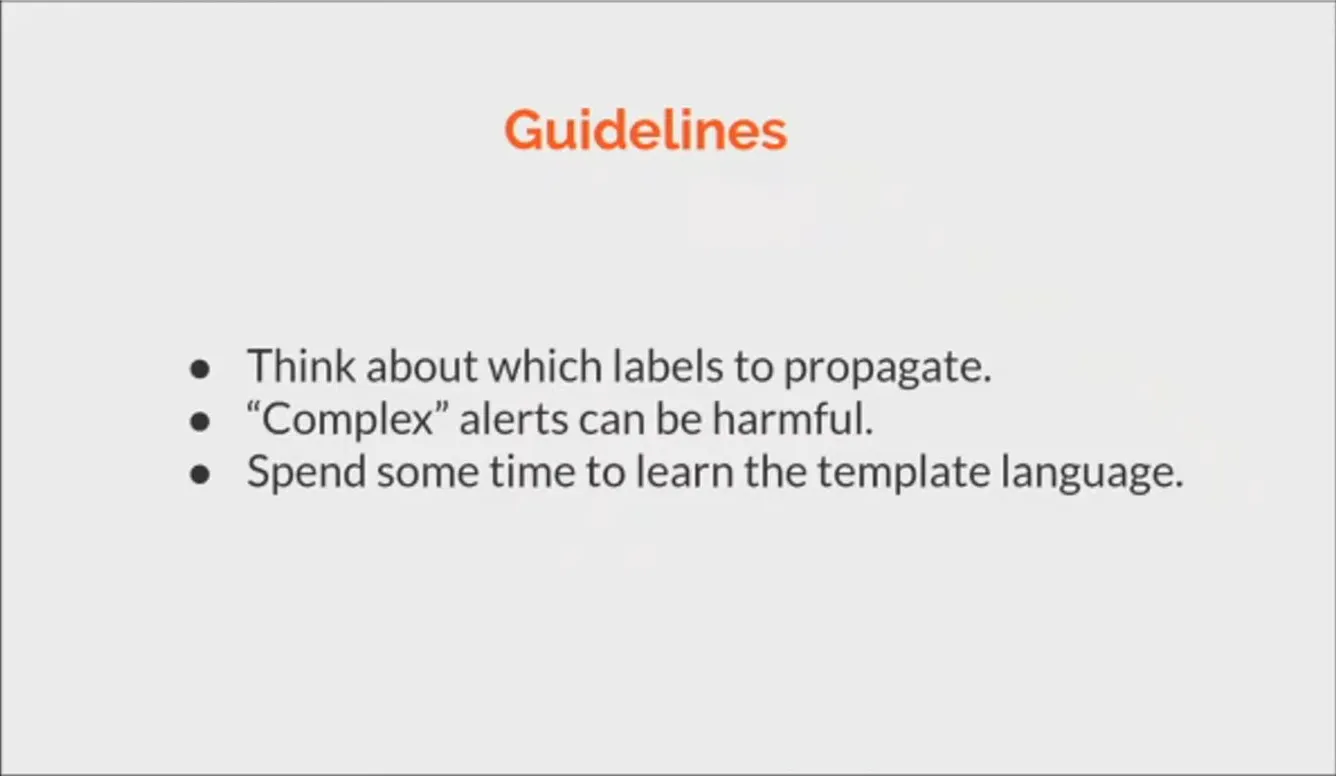 Guidelines
● Think about which labels to propagate.
● “Complex” alerts can be harmful.
● Spend some time to learn the template language.